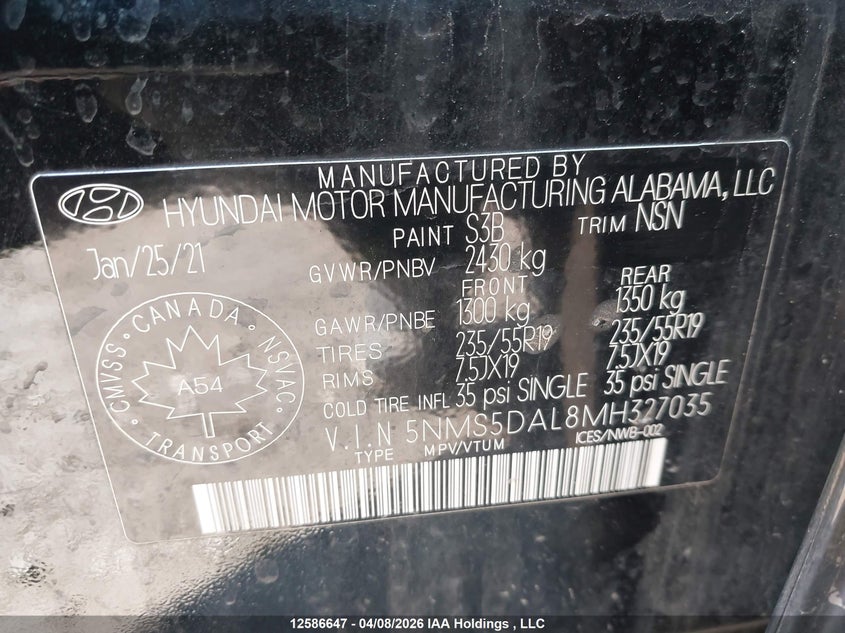 MANUFACTURED BY
HYUNDAI MOTOR MANUFACTURING ALABAMA, LLC
Jan/25/21
PAINT S3B TRIM NSN
GVWR/PNBV 2430 kg
FRONT REAR
GAWR/PNBE 1300 kg 1350 kg
TIRES 235/55R19 235/55R19
RIMS 7.5JX19 7.5JX19
COLD TIRE INFL 35 psi SINGLE 35 psi SINGLE
V.I.N 5NMS5DAL8MH327035
TYPE MPV/VTUM ICES/NWB-002
CMVSS · CANADA · NSVAC · TRANSPORT
A54
12586647 - 04/08/2026 IAA Holdings , LLC